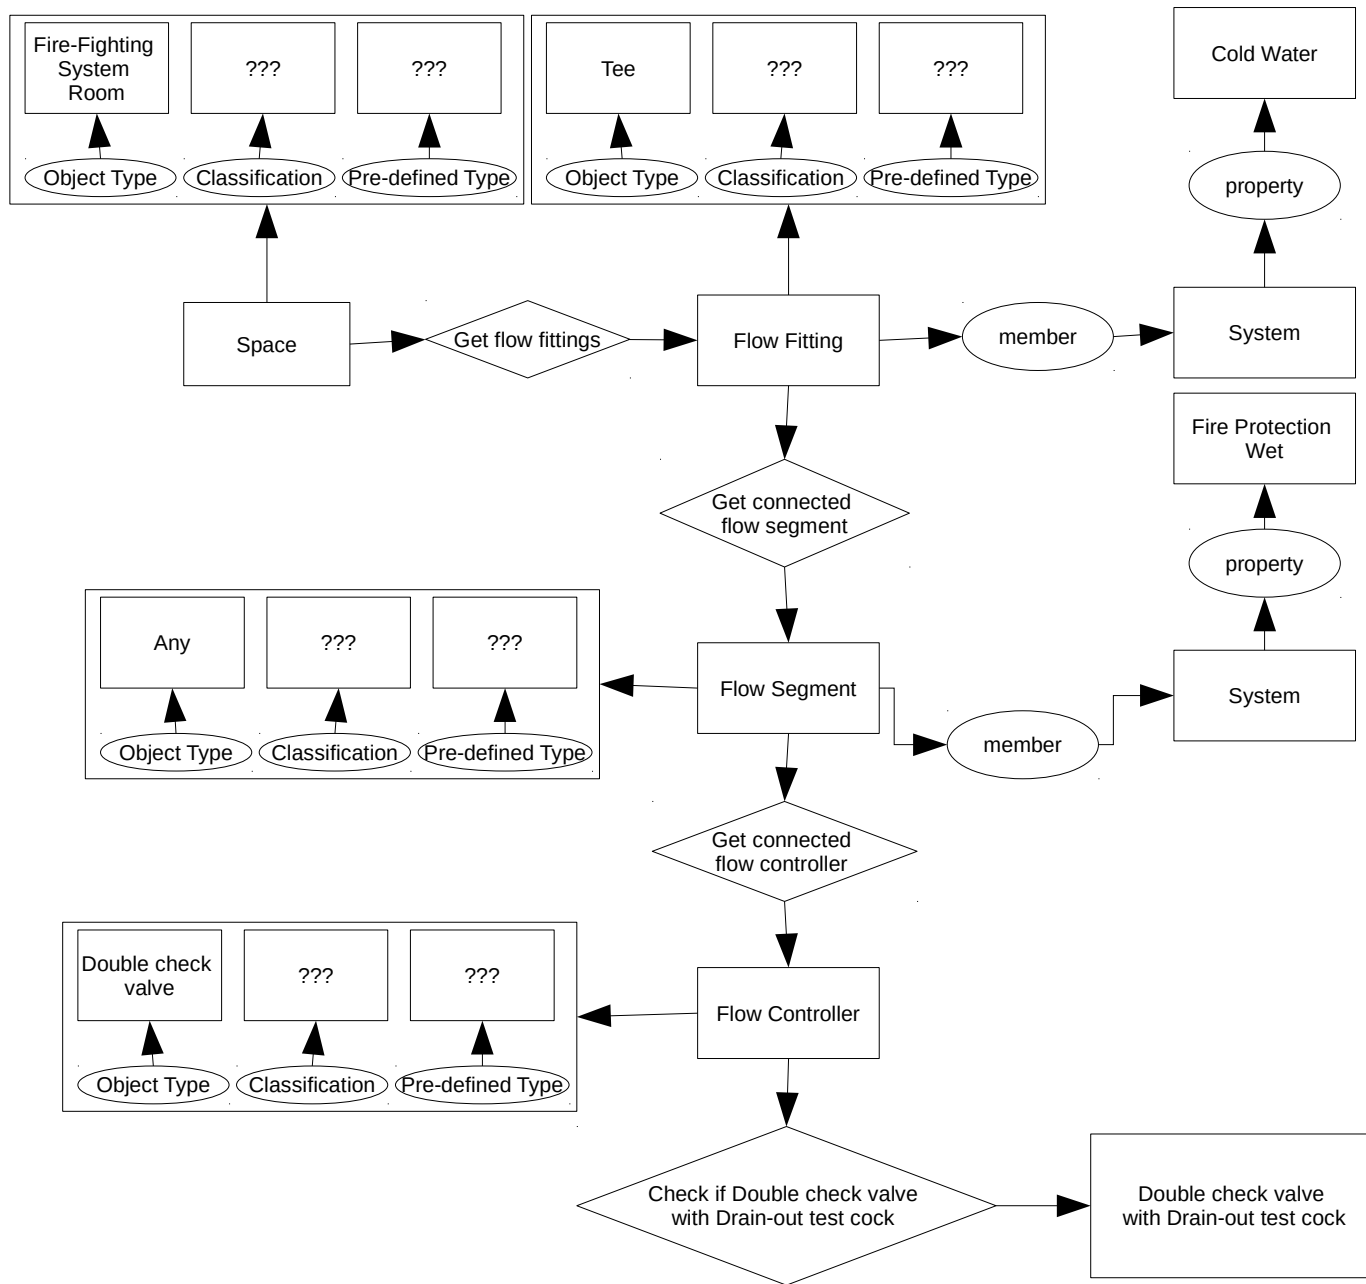 Fire-Fighting
System
Room
???
???
Object Type
Classification
Pre-defined Type
Tee
???
???
Object Type
Classification
Pre-defined Type
Cold Water
property
Space
Get flow fittings
Flow Fitting
member
System
Fire Protection
Wet
property
Get connected
flow segment
Any
???
???
Object Type
Classification
Pre-defined Type
Flow Segment
member
System
Get connected
flow controller
Double check
valve
???
???
Object Type
Classification
Pre-defined Type
Flow Controller
Check if Double check valve
with Drain-out test cock
Double check valve
with Drain-out test cock